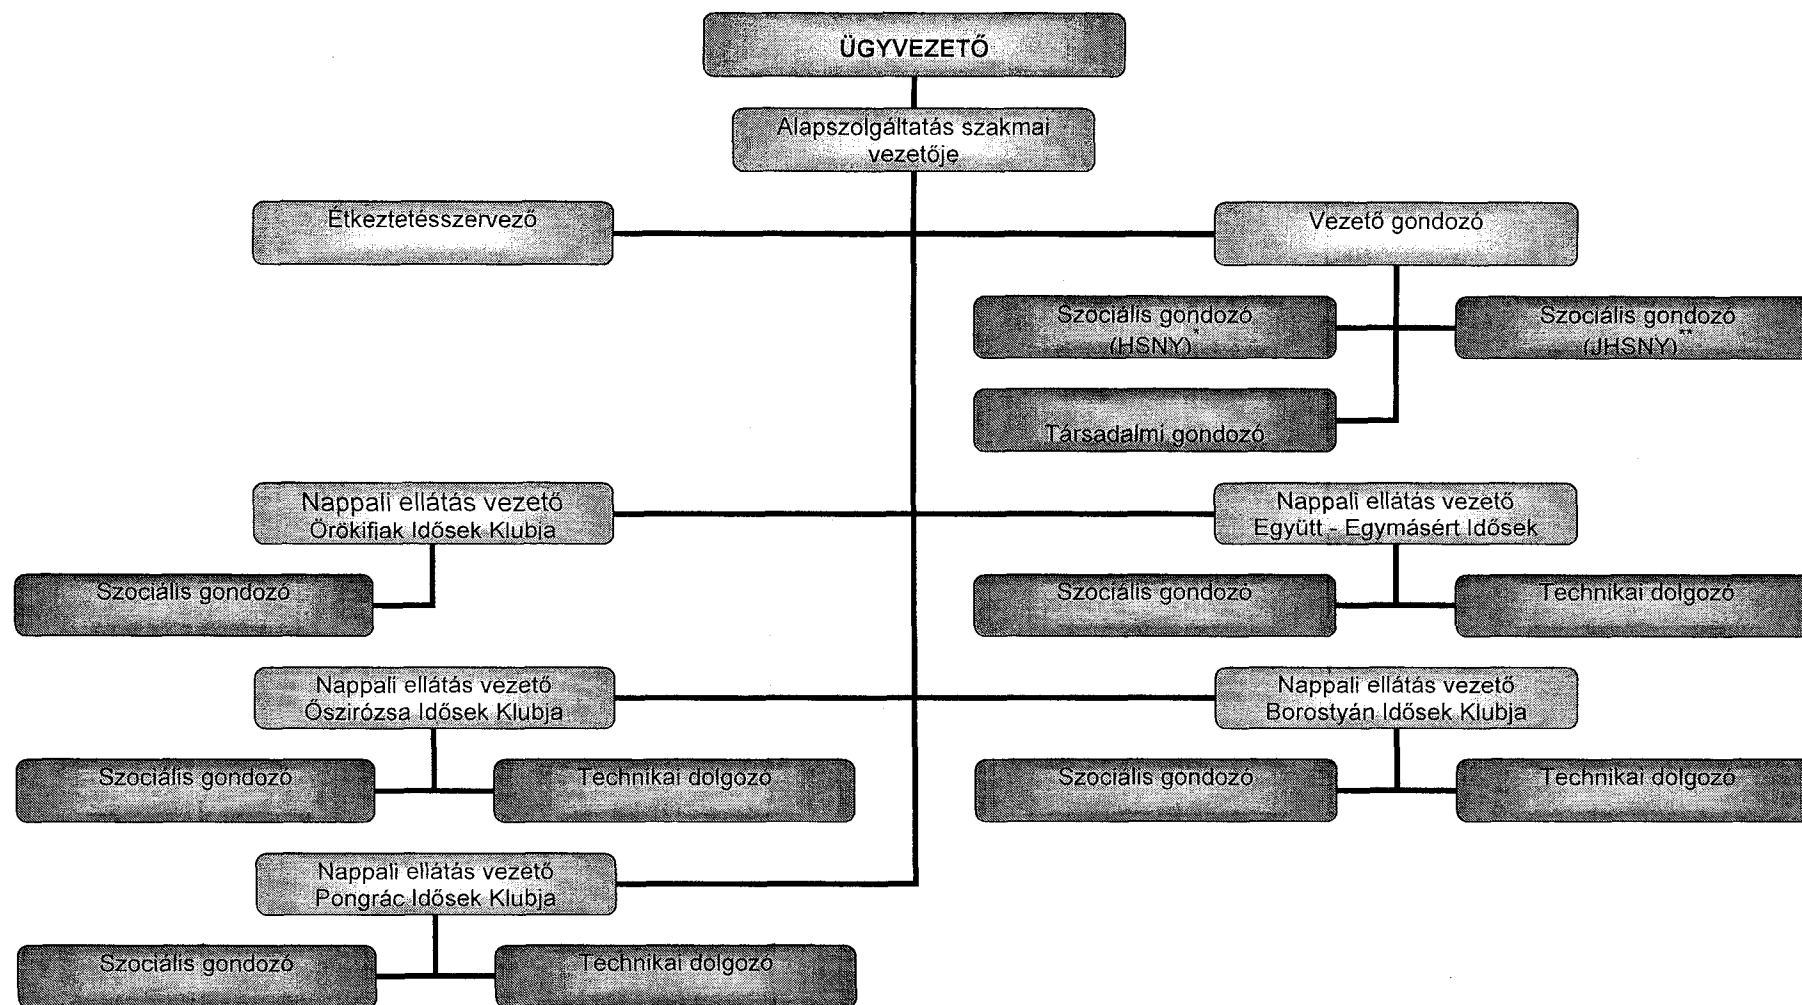 ÜGYVEZETŐ
Alapszolgáltatás szakmai
vezetője
Étkeztetésszervező
Vezető gondozó
Szociális gondozó
(HSNY)*
Szociális gondozó
(JHSNY)**
Társadalmi gondozó
Nappali ellátás vezető
Örökifjak Idősek Klubja
Nappali ellátás vezető
Együtt - Egymásért Idősek
Szociális gondozó
Szociális gondozó
Technikai dolgozó
Nappali ellátás vezető
Őszirózsa Idősek Klubja
Nappali ellátás vezető
Borostyán Idősek Klubja
Szociális gondozó
Technikai dolgozó
Szociális gondozó
Technikai dolgozó
Nappali ellátás vezető
Pongrác Idősek Klubja
Szociális gondozó
Technikai dolgozó